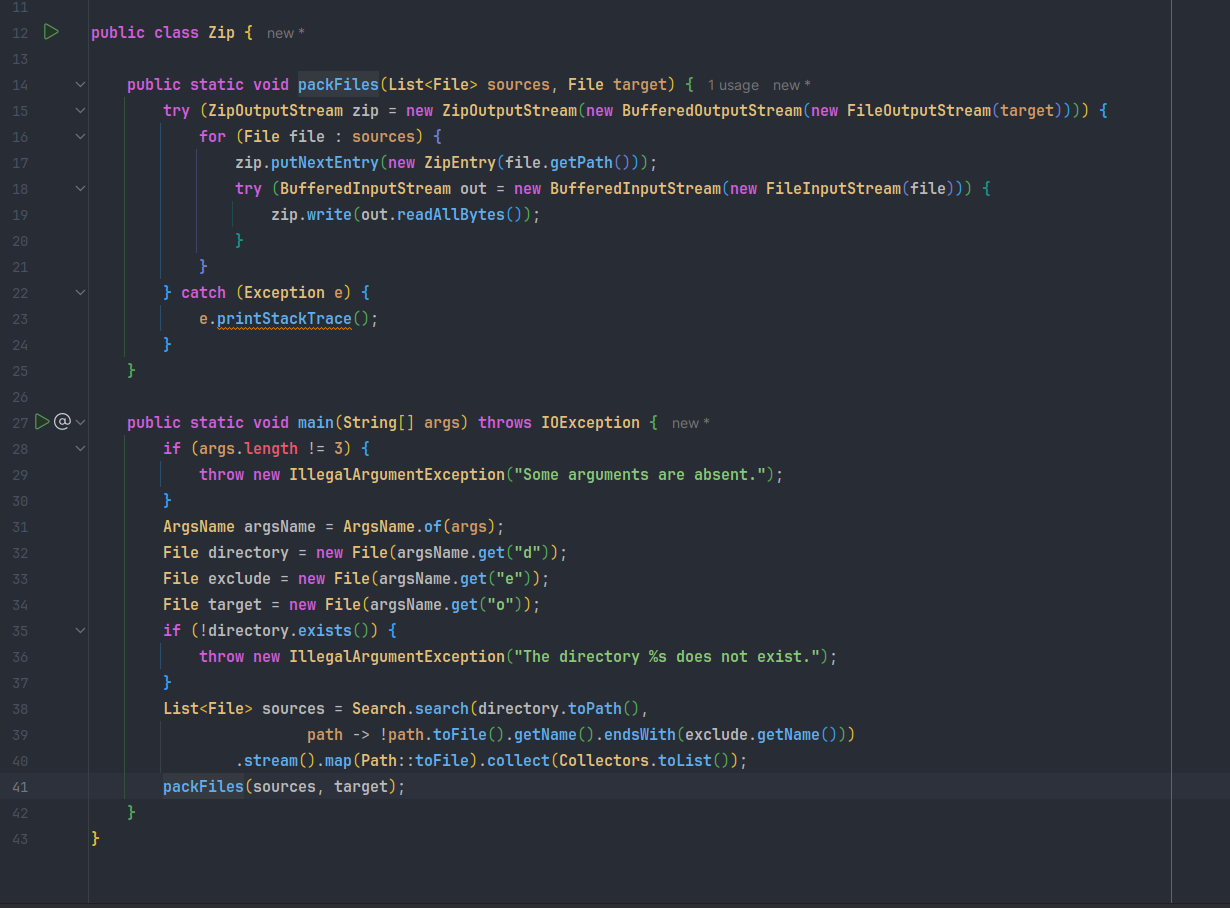 11
12 public class Zip { new *
13
14 public static void packFiles(List<File> sources, File target) { 1 usage new *
15 try (ZipOutputStream zip = new ZipOutputStream(new BufferedOutputStream(new FileOutputStream(target)))) {
16 for (File file : sources) {
17 zip.putNextEntry(new ZipEntry(file.getPath()));
18 try (BufferedInputStream out = new BufferedInputStream(new FileInputStream(file))) {
19 zip.write(out.readAllBytes());
20 }
21 }
22 } catch (Exception e) {
23 e.printStackTrace();
24 }
25 }
26
27 @ public static void main(String[] args) throws IOException { new *
28 if (args.length != 3) {
29 throw new IllegalArgumentException("Some arguments are absent.");
30 }
31 ArgsName argsName = ArgsName.of(args);
32 File directory = new File(argsName.get("d"));
33 File exclude = new File(argsName.get("e"));
34 File target = new File(argsName.get("o"));
35 if (!directory.exists()) {
36 throw new IllegalArgumentException("The directory %s does not exist.");
37 }
38 List<File> sources = Search.search(directory.toPath(),
39 path -> !path.toFile().getName().endsWith(exclude.getName()))
40 .stream().map(Path::toFile).collect(Collectors.toList());
41 packFiles(sources, target);
42 }
43 }